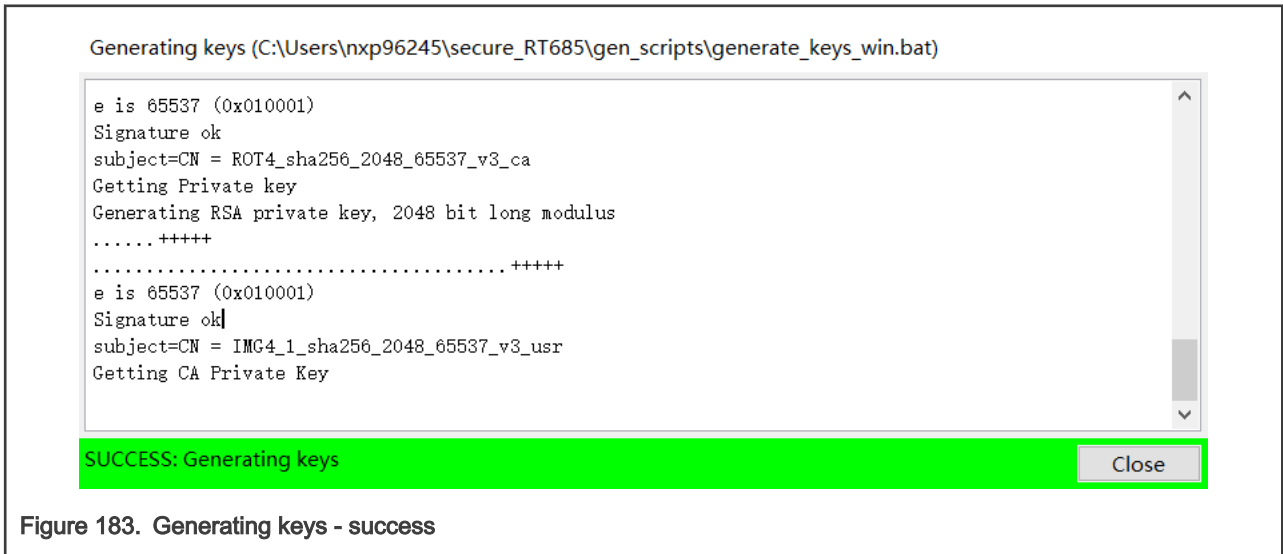 Generating keys (C:\Users\nxp96245\secure_RT685\gen_scripts\generate_keys_win.bat)
e is 65537 (0x010001)
Signature ok
subject=CN = ROT4_sha256_2048_65537_v3_ca
Getting Private key
Generating RSA private key, 2048 bit long modulus
......+++++
.......................................+++++
e is 65537 (0x010001)
Signature ok
subject=CN = IMG4_1_sha256_2048_65537_v3_usr
Getting CA Private Key
SUCCESS: Generating keys
Close
Figure 183. Generating keys - success